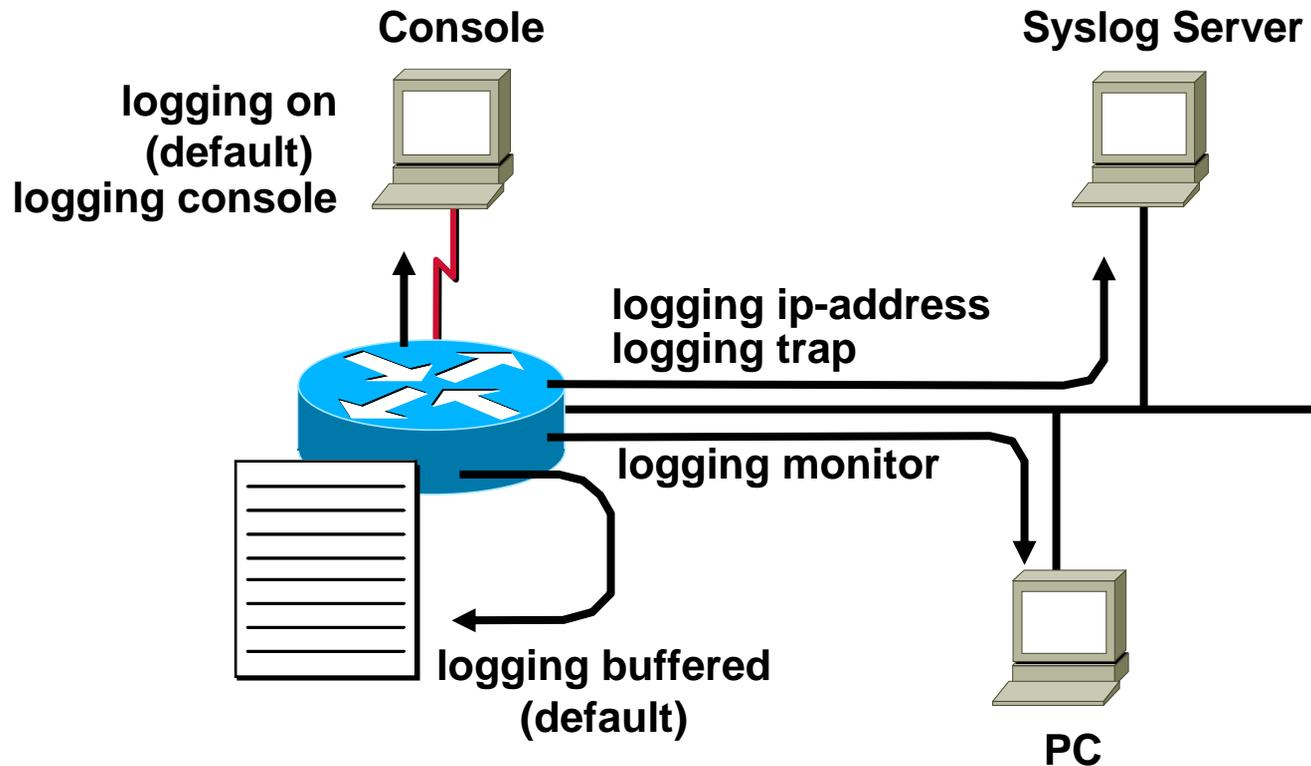 Console
Syslog Server
logging on
(default)
logging console
logging ip-address
logging trap
logging monitor
logging buffered
(default)
PC